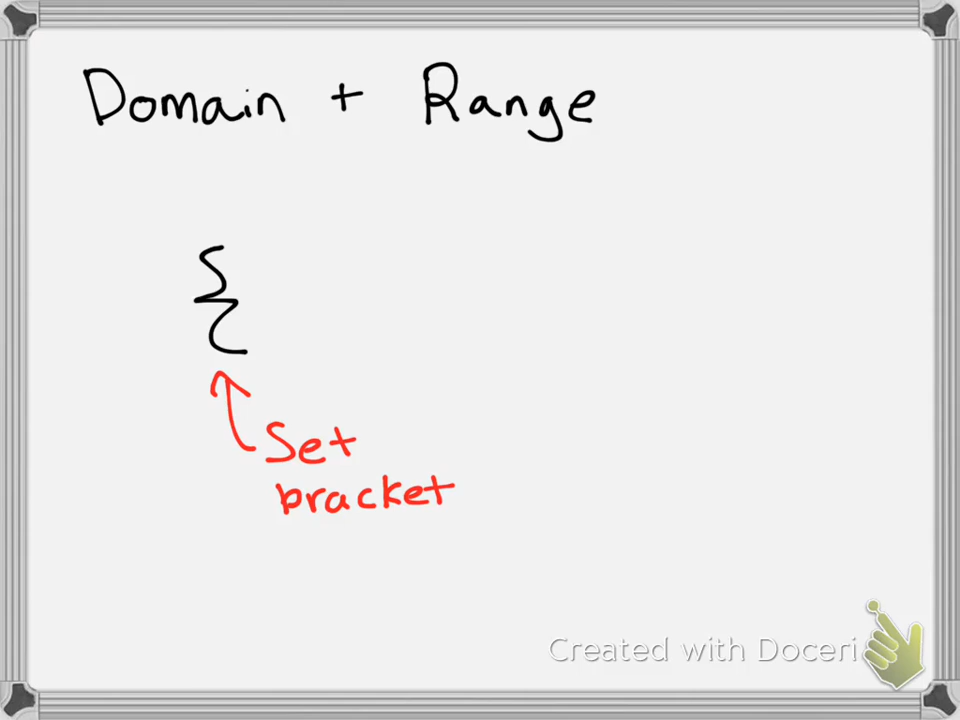 Domain + Range
{
Set
bracket
Created with Doceri